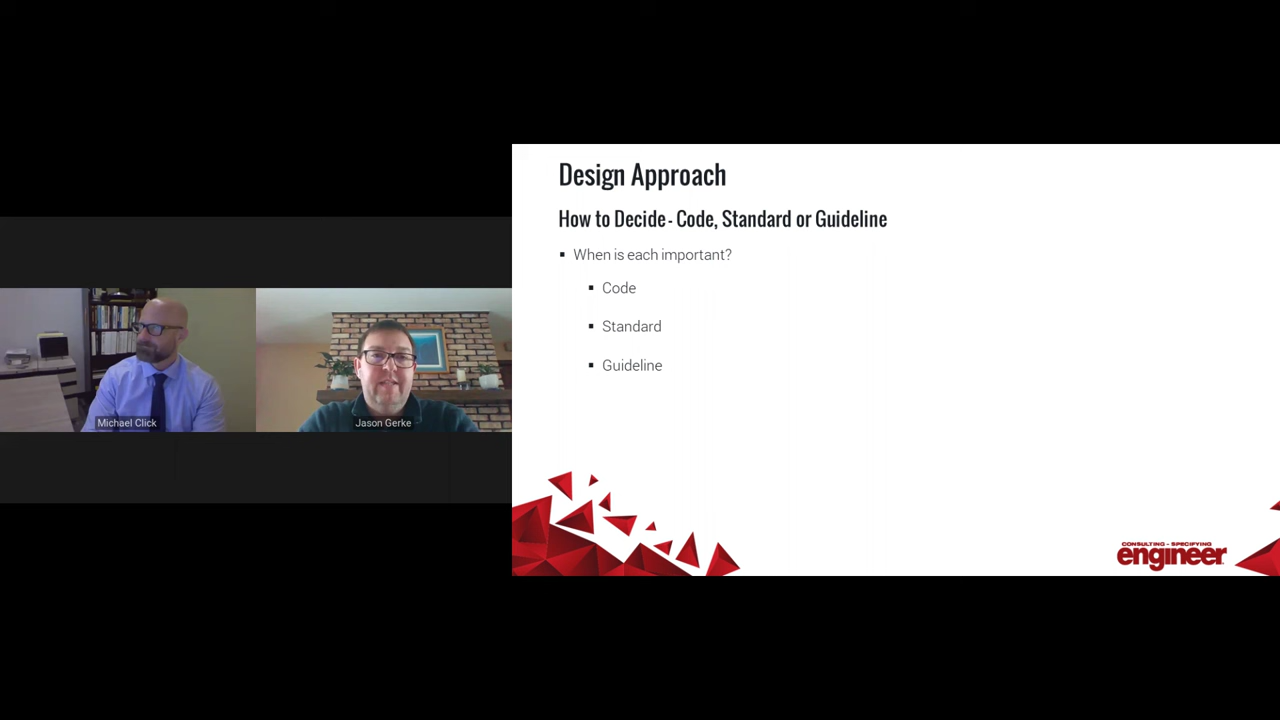 Design Approach
How to Decide - Code, Standard or Guideline
▪ When is each important?
▪ Code
▪ Standard
▪ Guideline
Michael Click
Jason Gerke
CONSULTING - SPECIFYING
engineer